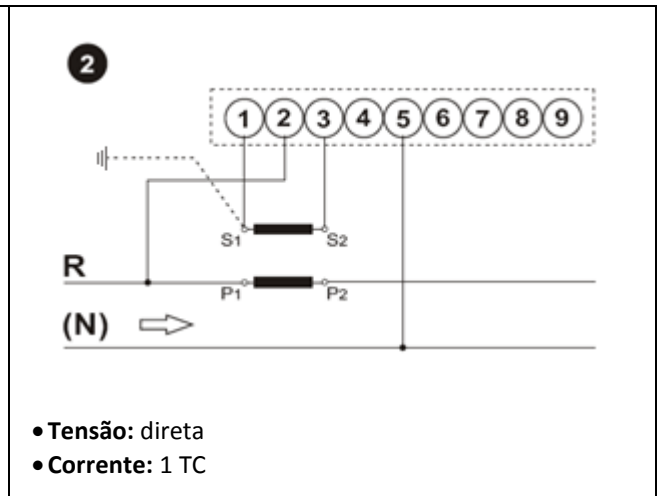 2
1 2 3 4 5 6 7 8 9
S1 S2
R
P1 P2
(N)
• Tensão: direta
• Corrente: 1 TC